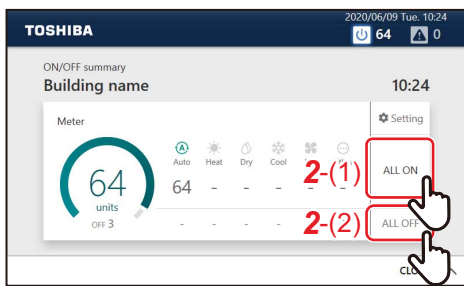 2020/06/09 Tue. 10:24
TOSHIBA
64 0
ON/OFF summary
Building name
10:24
Meter
Setting
Auto Heat Dry Cool
64 - - - - -
2-(1)
ALL ON
64
units
OFF 3
- - - - -
2-(2)
ALL OFF